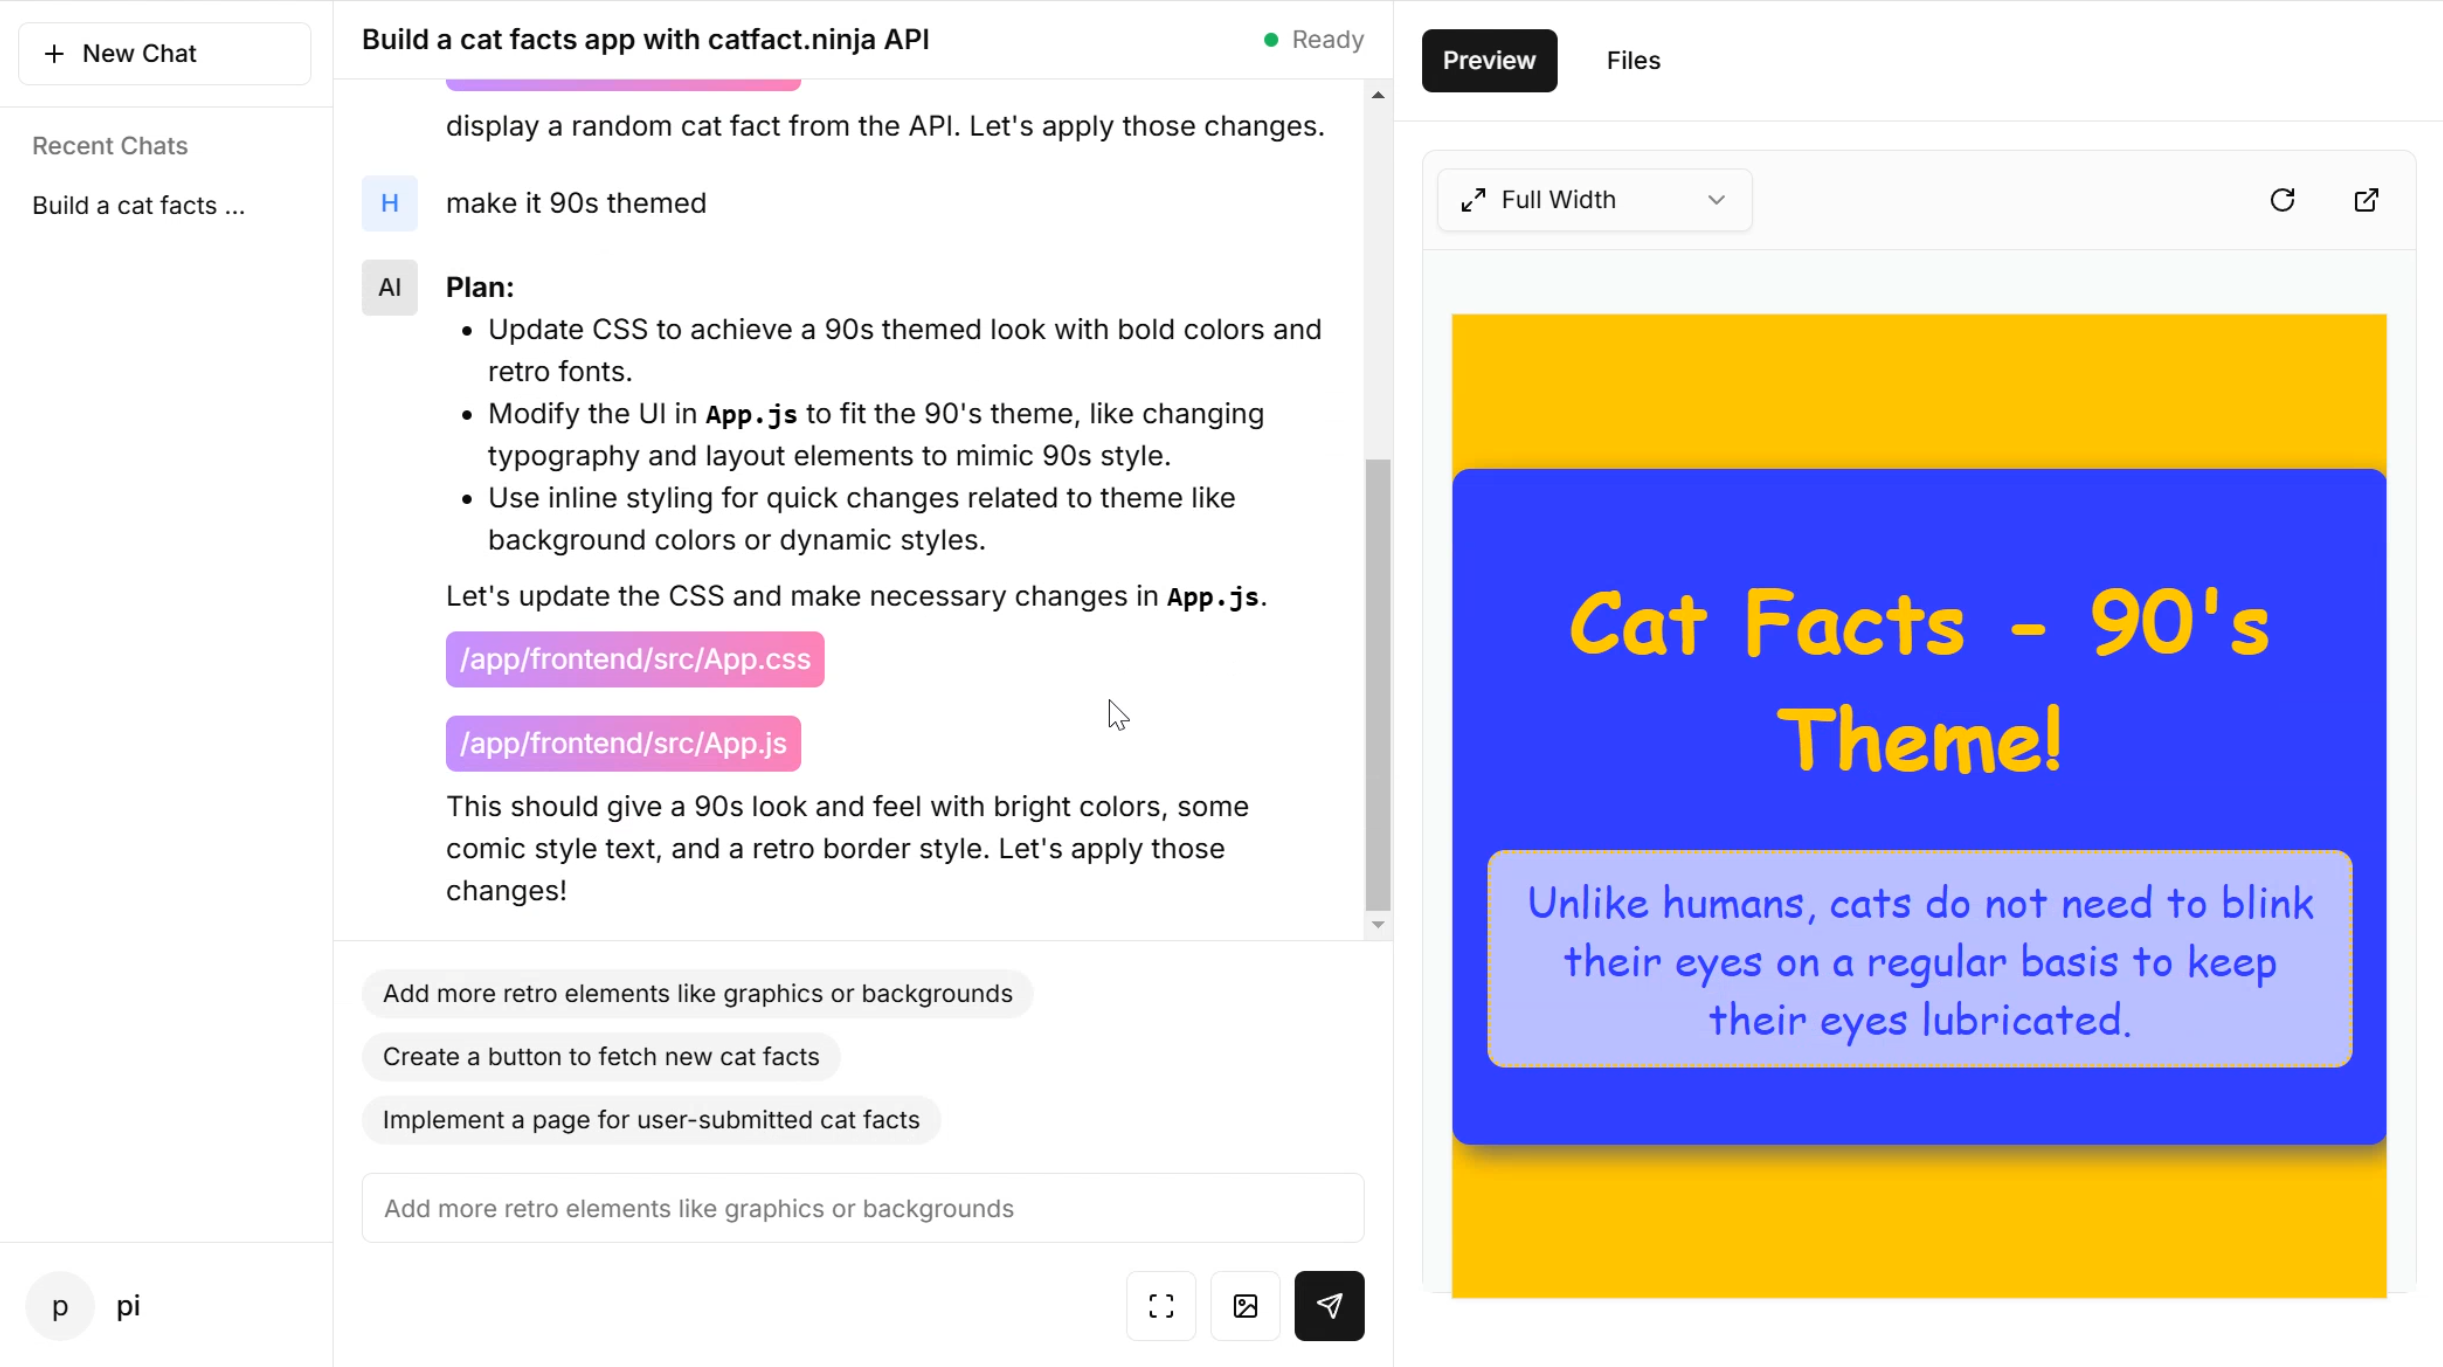 New Chat
Recent Chats
Build a cat facts ...
p
pi
Build a cat facts app with catfact.ninja API
Ready
display a random cat fact from the API. Let's apply those changes.
H
make it 90s themed
AI
Plan:
Update CSS to achieve a 90s themed look with bold colors and
retro fonts.
Modify the UI in App.js to fit the 90's theme, like changing
typography and layout elements to mimic 90s style.
Use inline styling for quick changes related to theme like
background colors or dynamic styles.
Let's update the CSS and make necessary changes in App.js.
/app/frontend/src/App.css
/app/frontend/src/App.js
This should give a 90s look and feel with bright colors, some
comic style text, and a retro border style. Let's apply those
changes!
Add more retro elements like graphics or backgrounds
Create a button to fetch new cat facts
Implement a page for user-submitted cat facts
Add more retro elements like graphics or backgrounds
Preview
Files
Full Width
Cat Facts - 90's
Theme!
Unlike humans, cats do not need to blink
their eyes on a regular basis to keep
their eyes lubricated.